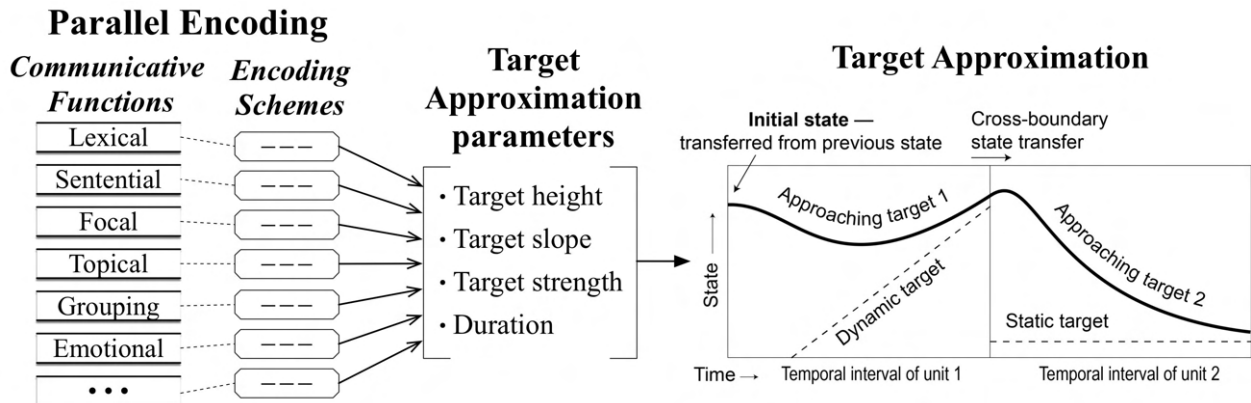 Parallel Encoding
Communicative
Functions
Encoding
Schemes
Lexical
Sentential
Focal
Topical
Grouping
Emotional
• • •
Target
Approximation
parameters
• Target height
• Target slope
• Target strength
• Duration
Target Approximation
Initial state —
transferred from previous state
Cross-boundary
state transfer
Approaching target 1
Approaching target 2
Dynamic target
Static target
State
Time
Temporal interval of unit 1
Temporal interval of unit 2